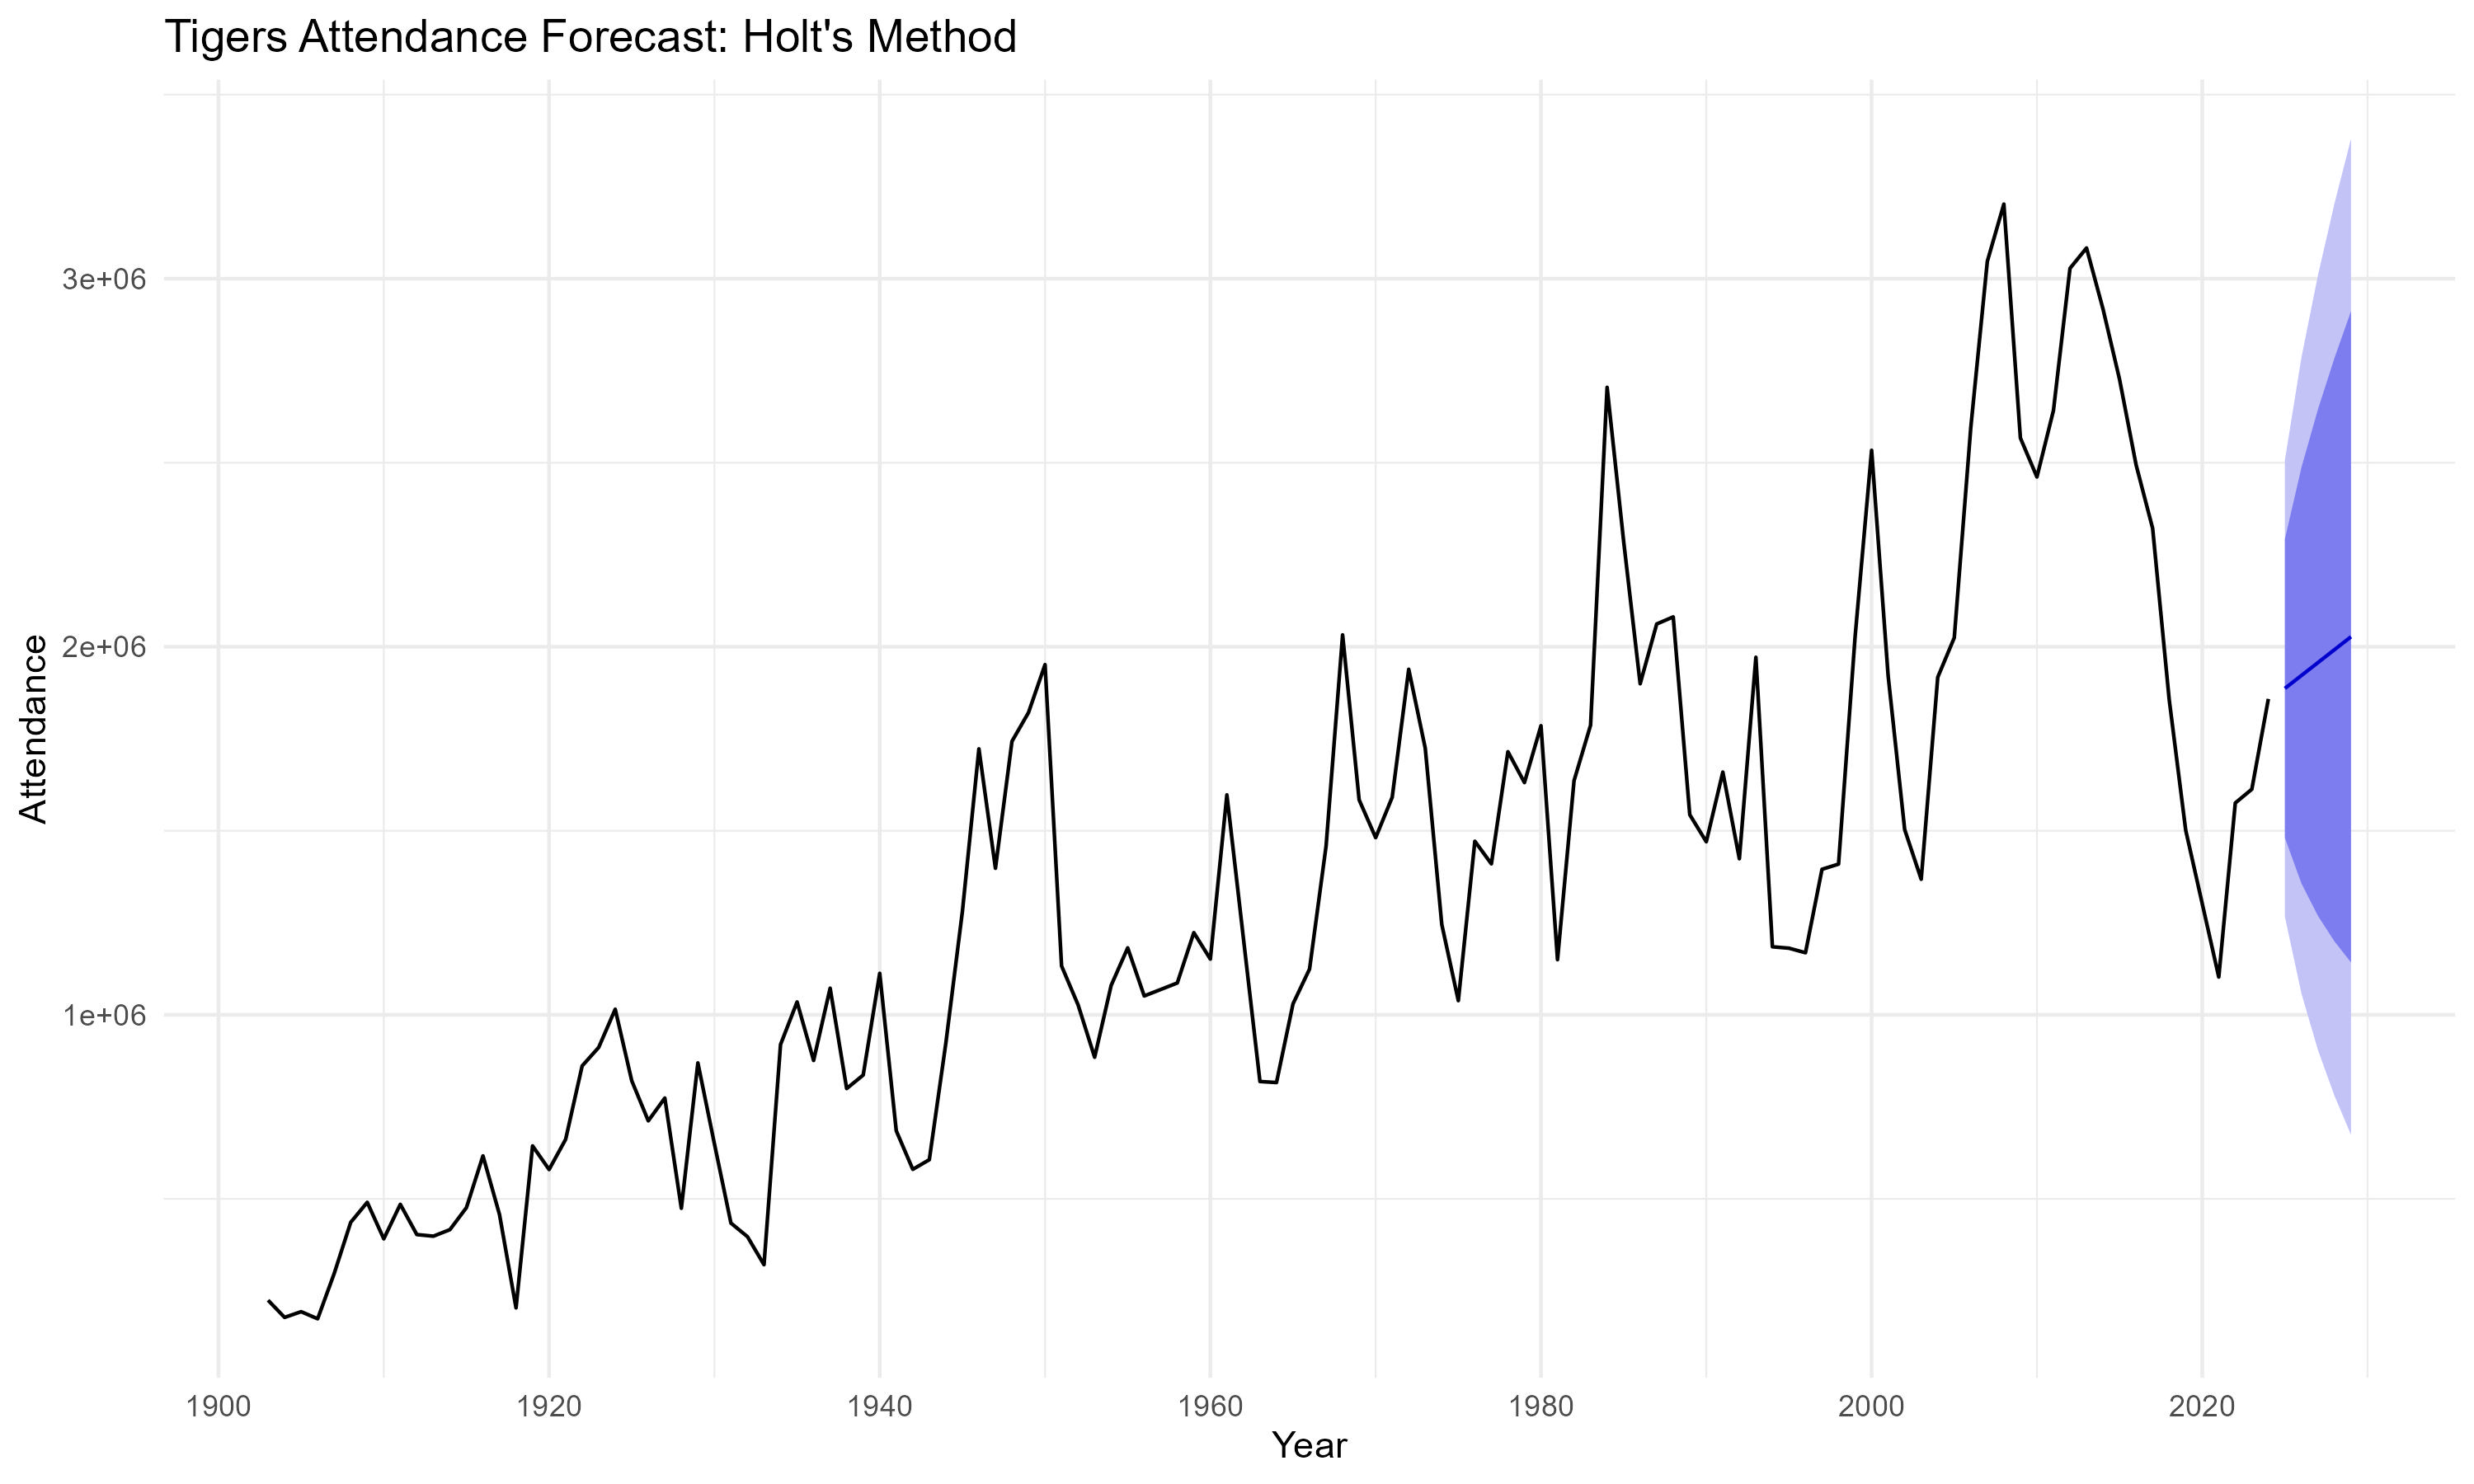 Tigers Attendance Forecast: Holt's Method
3e+06
2e+06
1e+06
Attendance
1900 1920 1940 1960 1980 2000 2020
Year